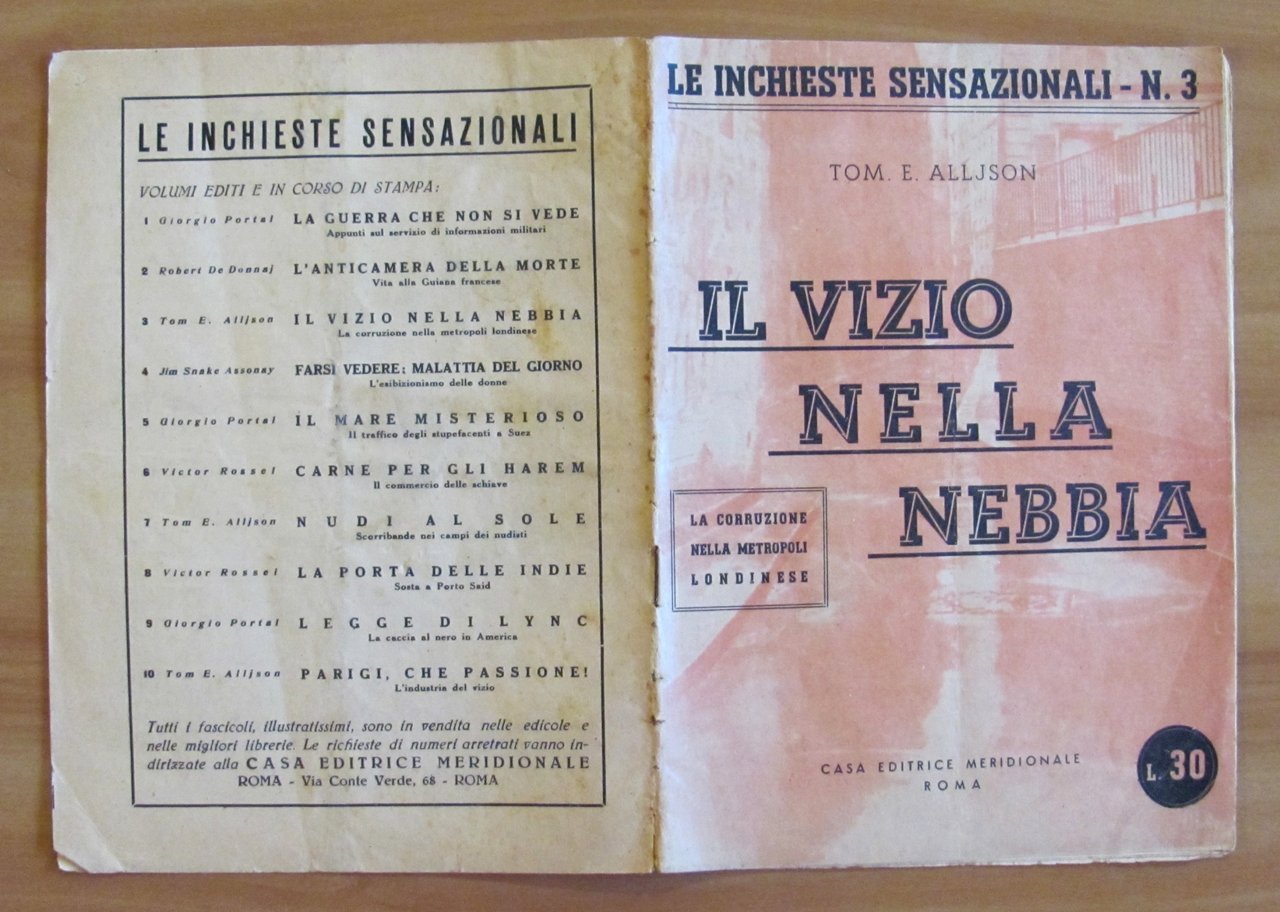 LE INCHIESTE SENSAZIONALI
VOLUMI EDITI E IN CORSO DI STAMPA:
1 Giorgio Portal LA GUERRA CHE NON SI VEDE
Appunti sul servizio di informazioni militari
2 Robert De Donnaj L'ANTICAMERA DELLA MORTE
Vita alla Guiana francese
3 Tom E. Alljson IL VIZIO NELLA NEBBIA
La corruzione nella metropoli londinese
4 Jim Snake Assonay FARSI VEDERE: MALATTIA DEL GIORNO
L'esibizionismo delle donne
5 Giorgio Portal IL MARE MISTERIOSO
Il traffico degli stupefacenti a Suez
6 Victor Rossel CARNE PER GLI HAREM
Il commercio delle schiave
7 Tom E. Alljson NUDI AL SOLE
Scorribande nei campi dei nudisti
8 Victor Rossel LA PORTA DELLE INDIE
Sosta a Porto Said
9 Giorgio Portal LEGGE DI LYNC
La caccia al nero in America
10 Tom E. Alljson PARIGI, CHE PASSIONE!
L'industria del vizio
Tutti i fascicoli, illustratissimi, sono in vendita nelle edicole e
nelle migliori librerie. Le richieste di numeri arretrati vanno in-
dirizzate alla CASA EDITRICE MERIDIONALE
ROMA - Via Conte Verde, 68 - ROMA
LE INCHIESTE SENSAZIONALI - N. 3
TOM. E. ALLJSON
IL VIZIO
NELLA
NEBBIA
LA CORRUZIONE
NELLA METROPOLI
LONDINESE
CASA EDITRICE MERIDIONALE
ROMA
L. 30